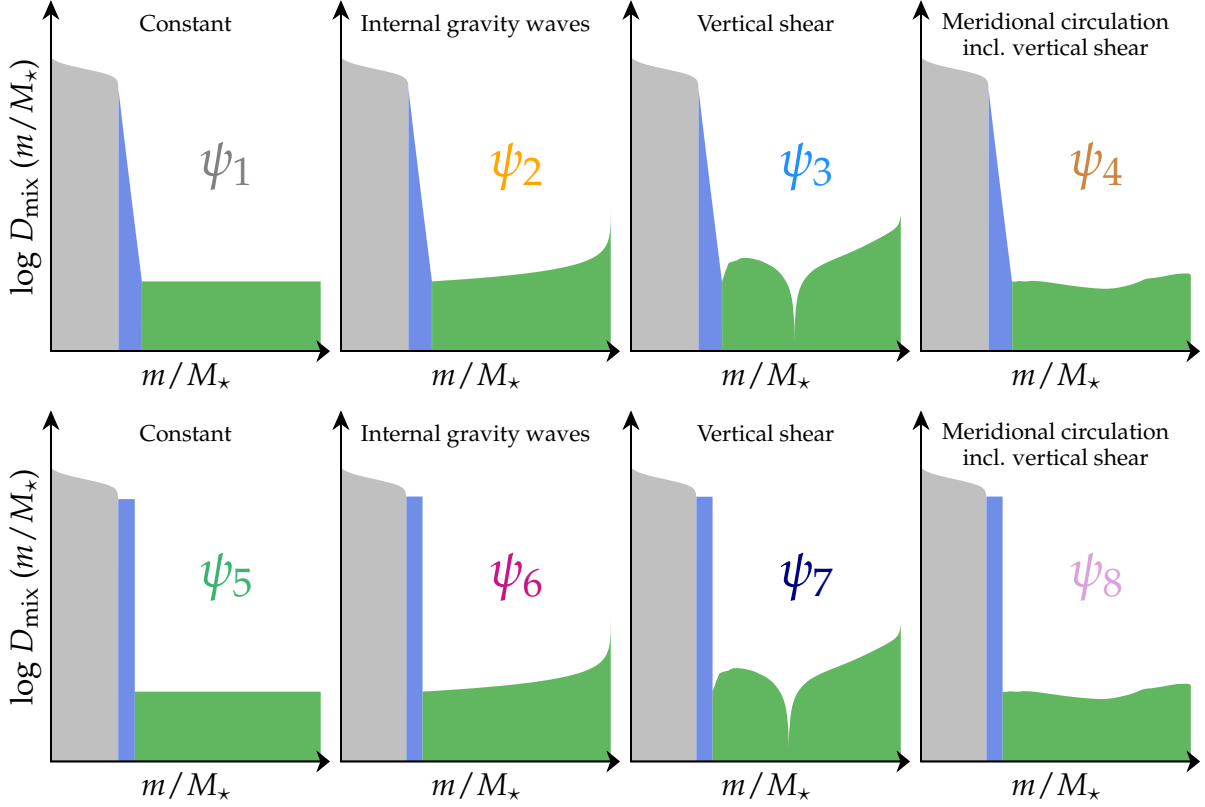 Constant
Internal gravity waves
Vertical shear
Meridional circulation
incl. vertical shear
log D_mix (m/M⋆)
ψ1
ψ2
ψ3
ψ4
m/M⋆
m/M⋆
m/M⋆
m/M⋆
Constant
Internal gravity waves
Vertical shear
Meridional circulation
incl. vertical shear
log D_mix (m/M⋆)
ψ5
ψ6
ψ7
ψ8
m/M⋆
m/M⋆
m/M⋆
m/M⋆